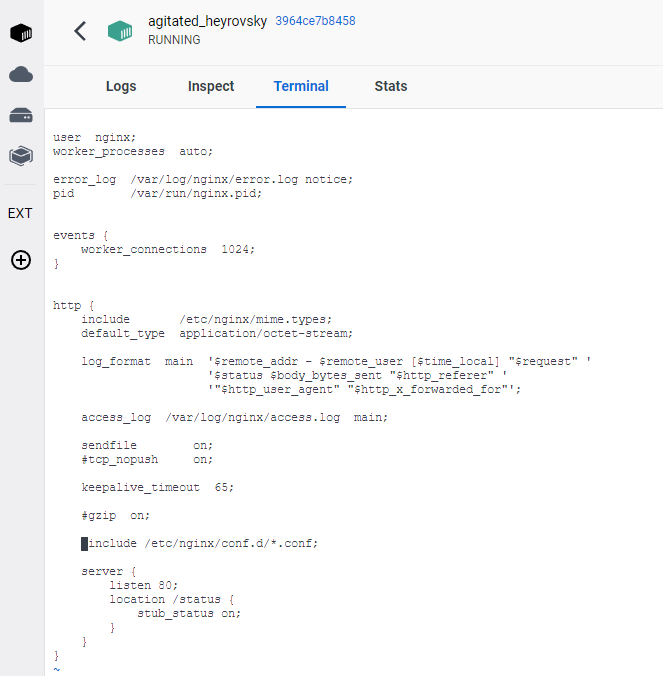 agitated_heyrovsky 3964ce7b8458
RUNNING
Logs Inspect Terminal Stats
EXT
user  nginx;
worker_processes  auto;
error_log  /var/log/nginx/error.log notice;
pid        /var/run/nginx.pid;
events {
    worker_connections  1024;
}
http {
    include       /etc/nginx/mime.types;
    default_type  application/octet-stream;
    log_format  main  '$remote_addr - $remote_user [$time_local] "$request" '
                      '$status $body_bytes_sent "$http_referer" '
                      '"$http_user_agent" "$http_x_forwarded_for"';
    access_log  /var/log/nginx/access.log  main;
    sendfile        on;
    #tcp_nopush     on;
    keepalive_timeout  65;
    #gzip  on;
    include /etc/nginx/conf.d/*.conf;
    server {
        listen 80;
        location /status {
            stub_status on;
        }
    }
}
~